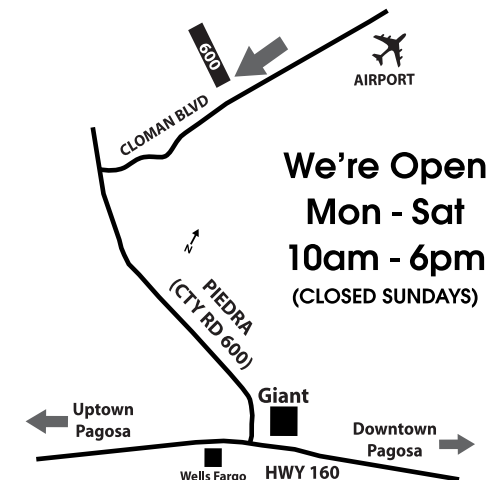 600
AIRPORT
CLOMAN BLVD
We're Open
Mon - Sat
10am - 6pm
(CLOSED SUNDAYS)
N
PIEDRA
(CTY RD 600)
Giant
Uptown
Pagosa
Downtown
Pagosa
Wells Fargo
HWY 160